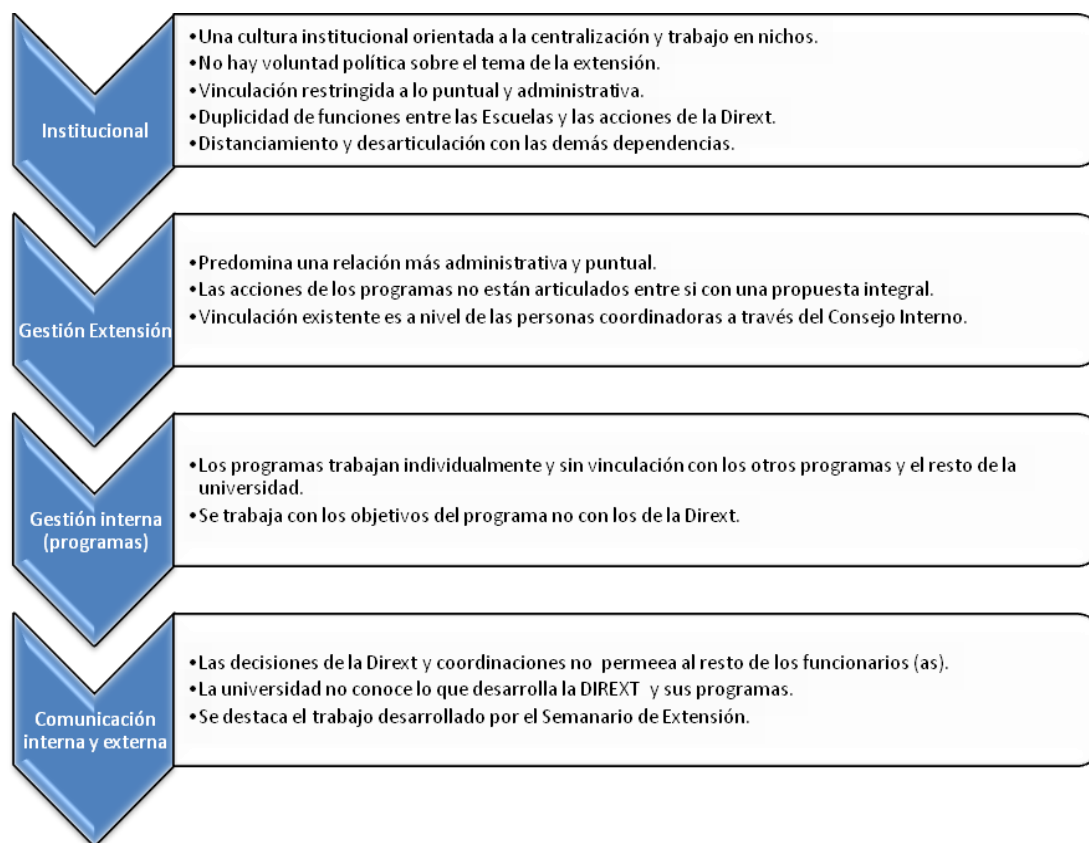 Institucional
•Una cultura institucional orientada a la centralización y trabajo en nichos.
•No hay voluntad política sobre el tema de la extensión.
•Vinculación restringida a lo puntual y administrativa.
•Duplicidad de funciones entre las Escuelas y las acciones de la Dirext.
•Distanciamiento y desarticulación con las demás dependencias.
Gestión Extensión
•Predomina una relación más administrativa y puntual.
•Las acciones de los programas no están articulados entre si con una propuesta integral.
•Vinculación existente es a nivel de las personas coordinadoras a través del Consejo Interno.
Gestión interna
(programas)
•Los programas trabajan individualmente y sin vinculación con los otros programas y el resto de la
universidad.
•Se trabaja con los objetivos del programa no con los de la Dirext.
Comunicación
interna y externa
•Las decisiones de la Dirext y coordinaciones no permeea al resto de los funcionarios (as).
•La universidad no conoce lo que desarrolla la DIREXT y sus programas.
•Se destaca el trabajo desarrollado por el Semanario de Extensión.